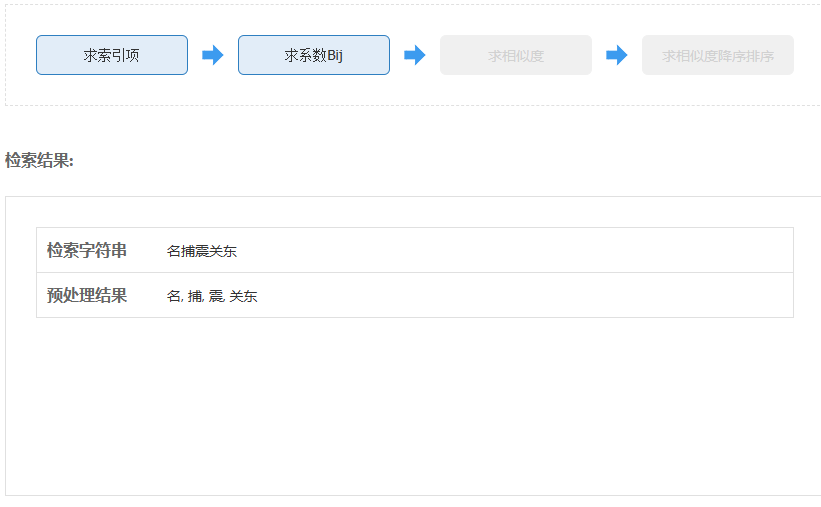 求索引项 求系数Bij 求相似度 求相似度降序排序
检索结果:
检索字符串 名捕震关东
预处理结果 名, 捕, 震, 关东